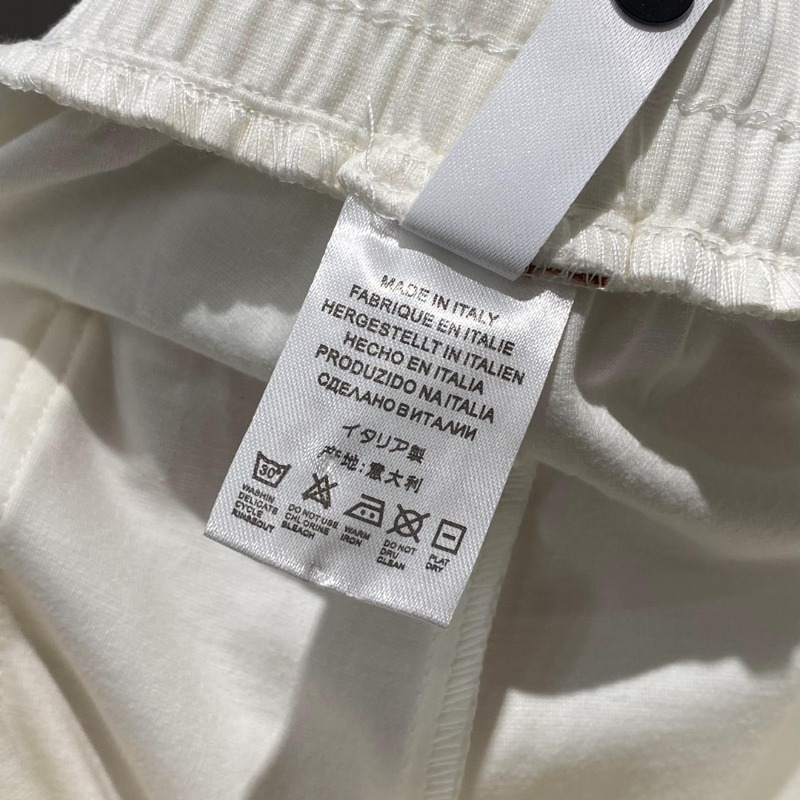 MADE IN ITALY
FABRIQUE EN ITALIE
HERGESTELLT IN ITALIEN
HECHO EN ITALIA
PRODUZIDO NA ITALIA
СДЕЛАНО В ИТАЛИИ
イタリア製
产地:意大利
30°
WASHIN
DELICATE
CYCLE
RINSEOUT
DO NOT USE
CHLORINE
BLEACH
WARM
IRON
DO NOT
DRU
CLEAN
FLAT
DRY